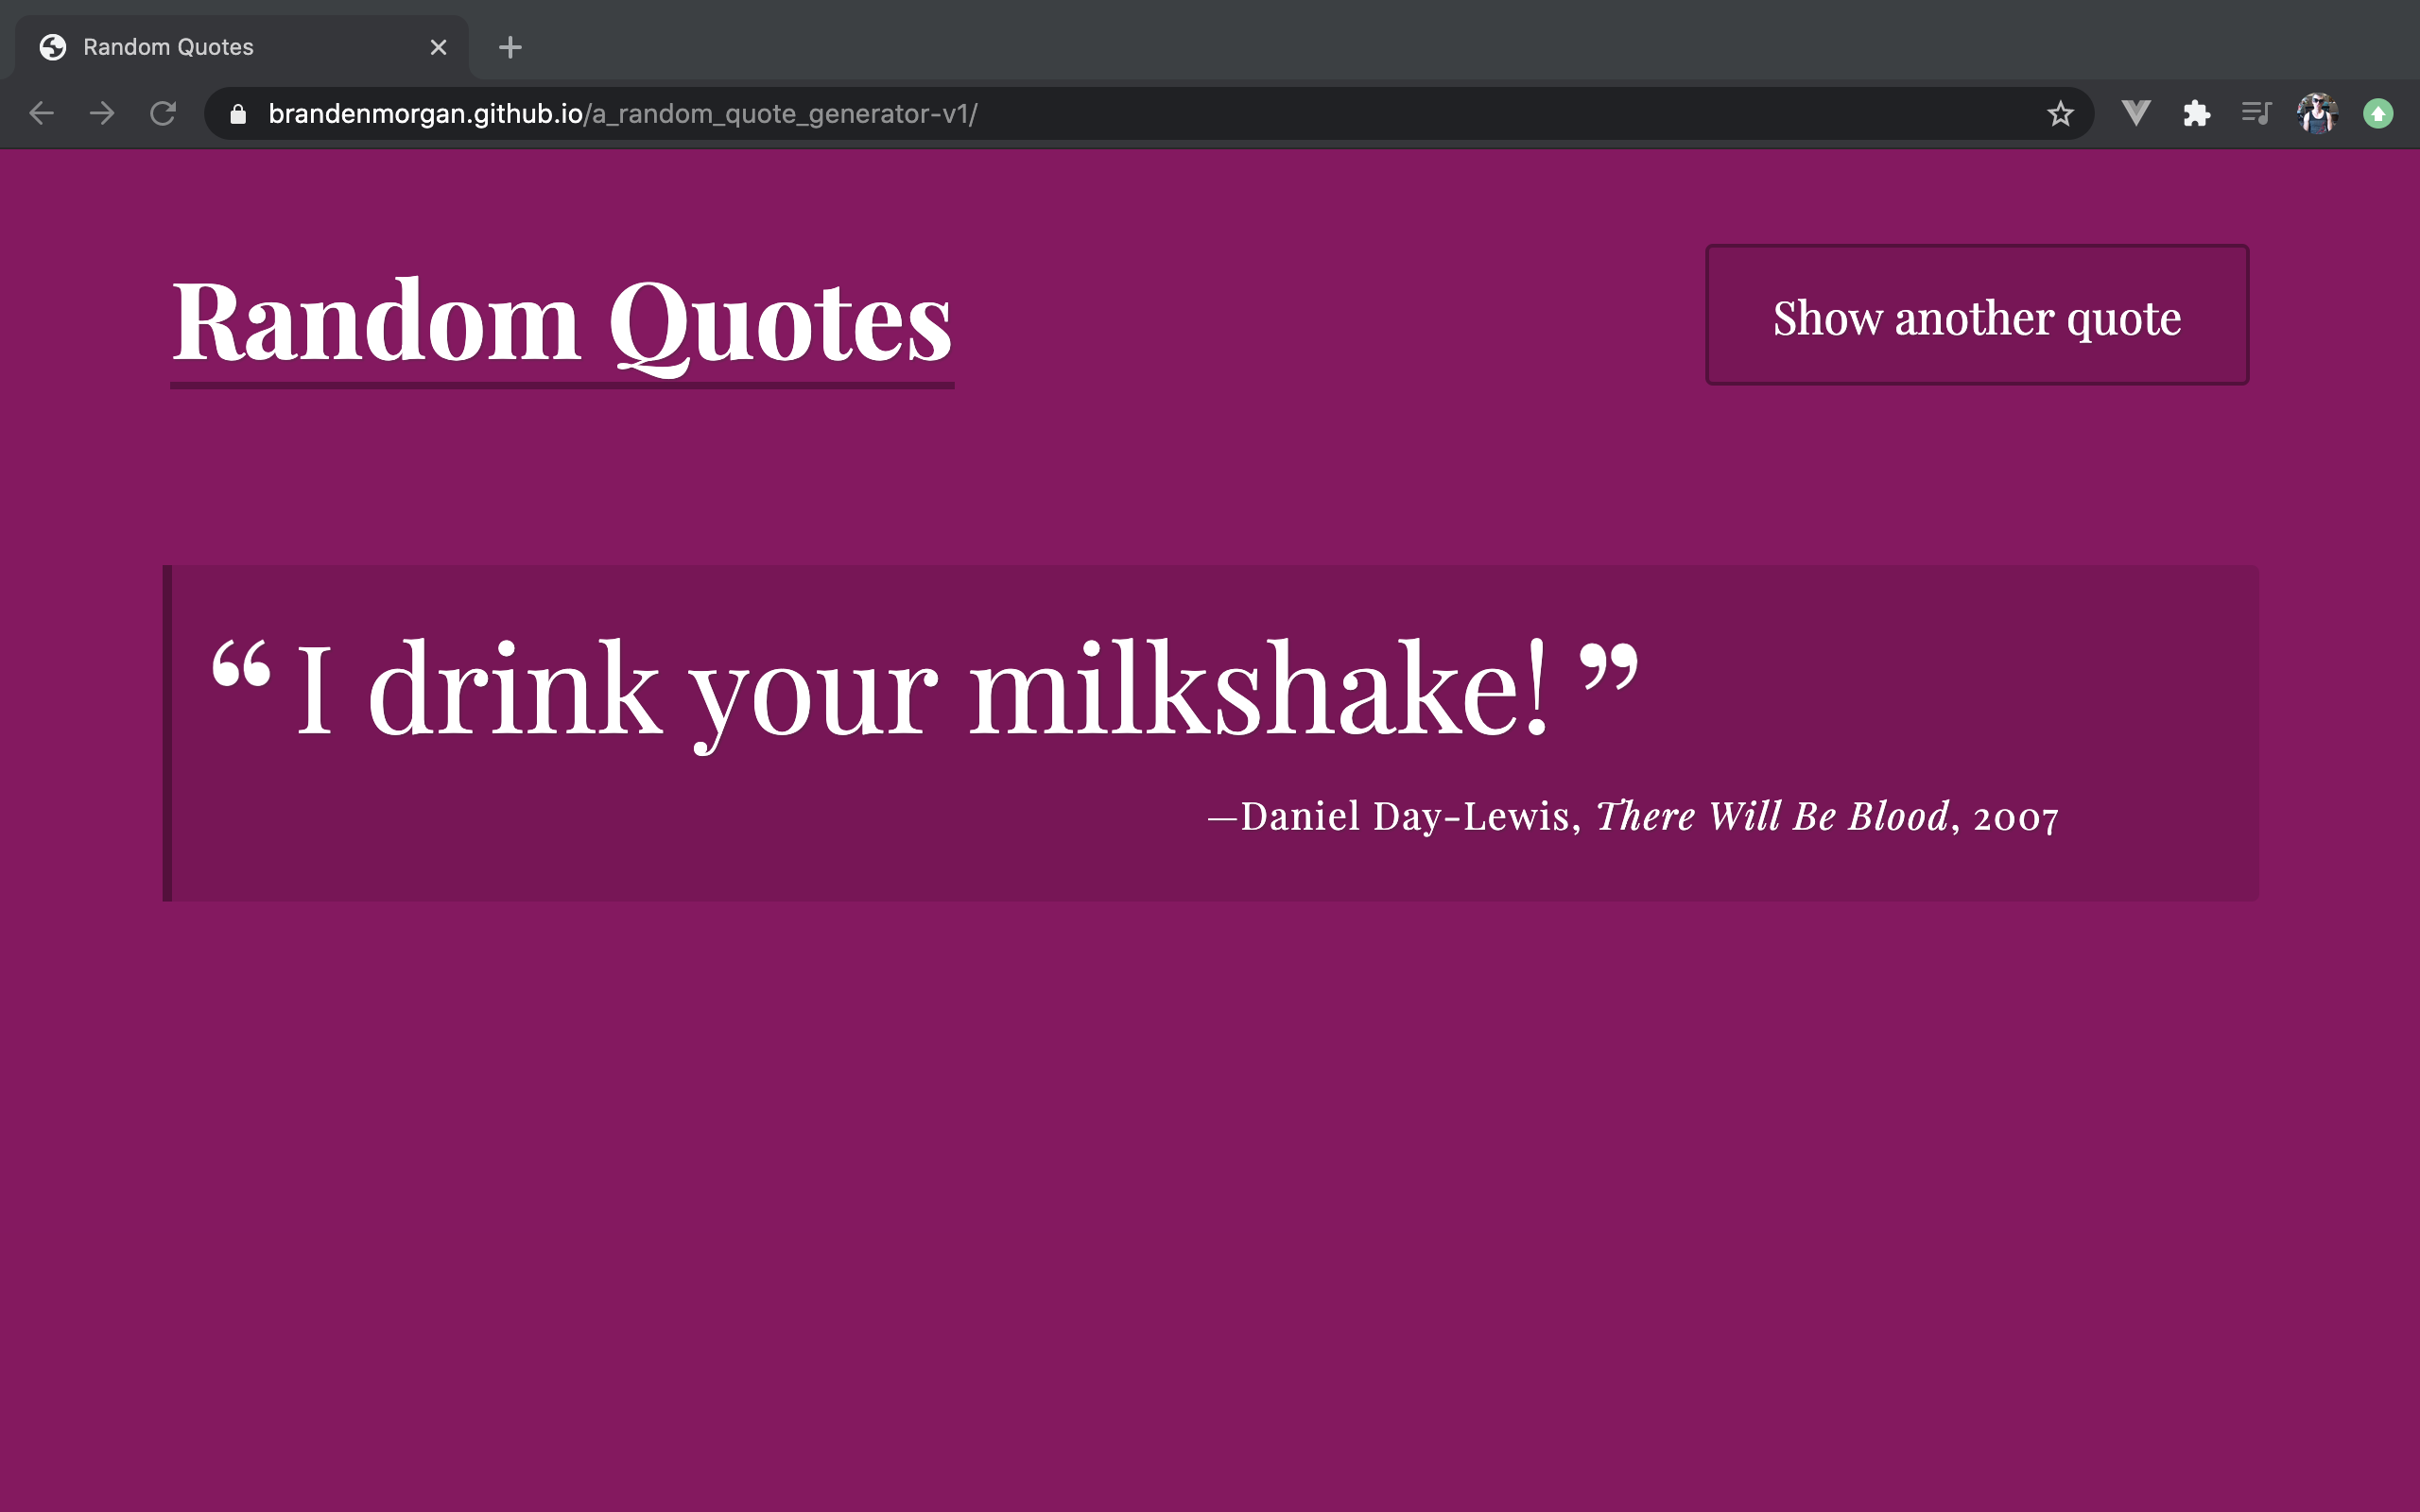 Random Quotes
brandenmorgan.github.io/a_random_quote_generator-v1/
Random Quotes
Show another quote
“ I drink your milkshake! ”
—Daniel Day-Lewis, There Will Be Blood, 2007